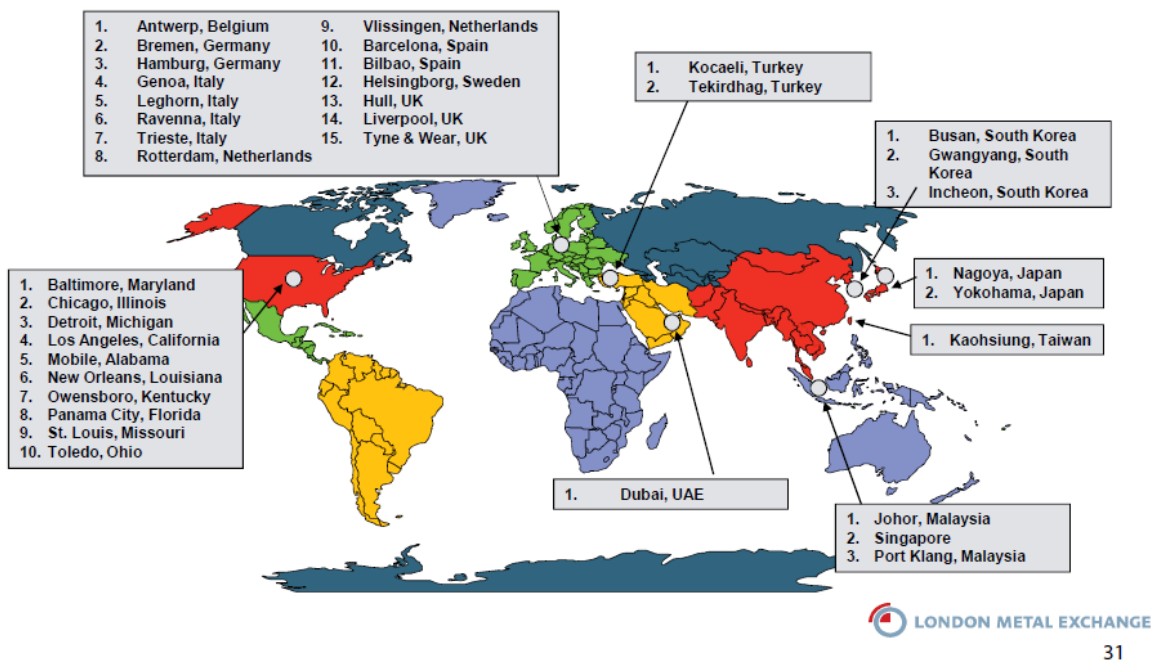 1. Antwerp, Belgium
2. Bremen, Germany
3. Hamburg, Germany
4. Genoa, Italy
5. Leghorn, Italy
6. Ravenna, Italy
7. Trieste, Italy
8. Rotterdam, Netherlands
9. Vlissingen, Netherlands
10. Barcelona, Spain
11. Bilbao, Spain
12. Helsingborg, Sweden
13. Hull, UK
14. Liverpool, UK
15. Tyne & Wear, UK
1. Kocaeli, Turkey
2. Tekirdhag, Turkey
1. Busan, South Korea
2. Gwangyang, South
Korea
3. Incheon, South Korea
1. Baltimore, Maryland
2. Chicago, Illinois
3. Detroit, Michigan
4. Los Angeles, California
5. Mobile, Alabama
6. New Orleans, Louisiana
7. Owensboro, Kentucky
8. Panama City, Florida
9. St. Louis, Missouri
10. Toledo, Ohio
1. Nagoya, Japan
2. Yokohama, Japan
1. Kaohsiung, Taiwan
1. Dubai, UAE
1. Johor, Malaysia
2. Singapore
3. Port Klang, Malaysia
LONDON METAL EXCHANGE
31